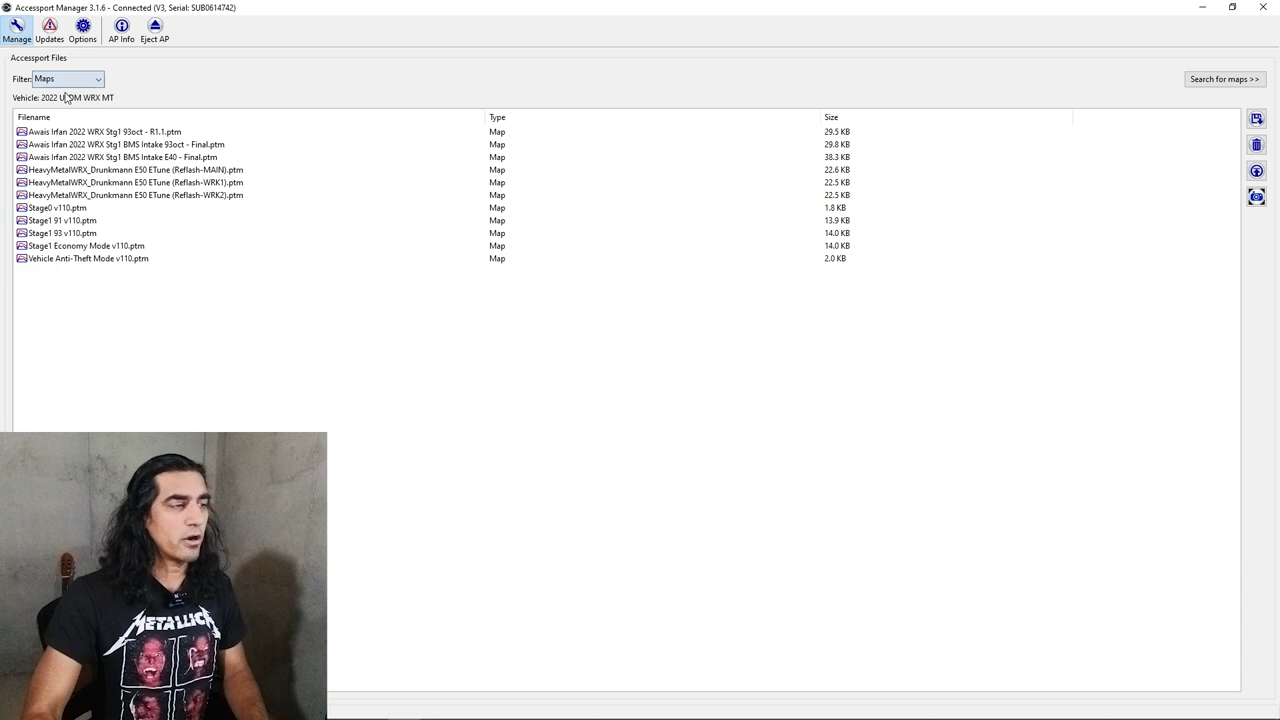 Accessport Manager 3.1.6 - Connected (V3, Serial: SUB0614742)
Manage Updates Options AP Info Eject AP
Accessport Files
Filter: Maps Search for maps >>
Vehicle: 2022 WRX MT
Filename Type Size
Awais Irfan 2022 WRX Stg1 93oct - R1.1.ptm Map 29.5 KB
Awais Irfan 2022 WRX Stg1 BMS Intake 93oct - Final.ptm Map 29.8 KB
Awais Irfan 2022 WRX Stg1 BMS Intake E40 - Final.ptm Map 38.3 KB
HeavyMetalWRX_Drunkmann E50 ETune (Reflash-MAIN).ptm Map 22.6 KB
HeavyMetalWRX_Drunkmann E50 ETune (Reflash-WRK1).ptm Map 22.5 KB
HeavyMetalWRX_Drunkmann E50 ETune (Reflash-WRK2).ptm Map 22.5 KB
Stage0 v110.ptm Map 1.8 KB
Stage1 91 v110.ptm Map 13.9 KB
Stage1 93 v110.ptm Map 14.0 KB
Stage1 Economy Mode v110.ptm Map 14.0 KB
Vehicle Anti-Theft Mode v110.ptm Map 2.0 KB
METALLICA